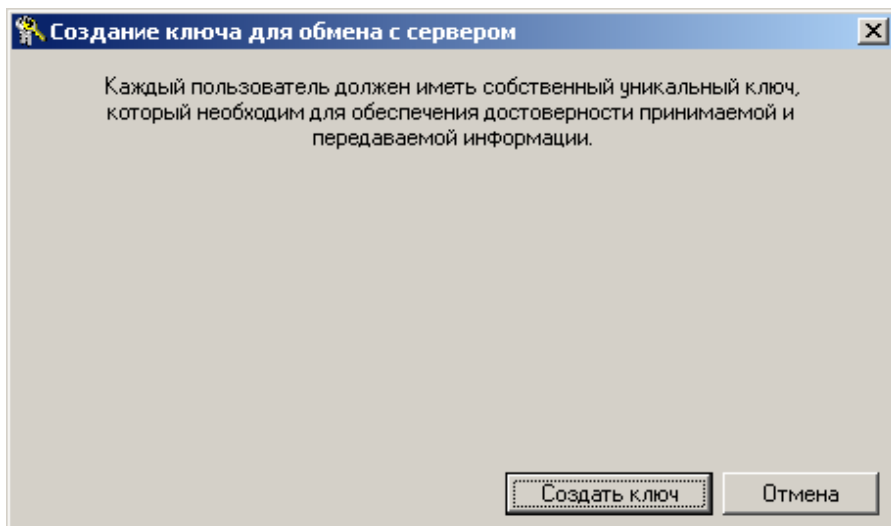 Создание ключа для обмена с сервером
Каждый пользователь должен иметь собственный уникальный ключ,
который необходим для обеспечения достоверности принимаемой и
передаваемой информации.
Создать ключ
Отмена